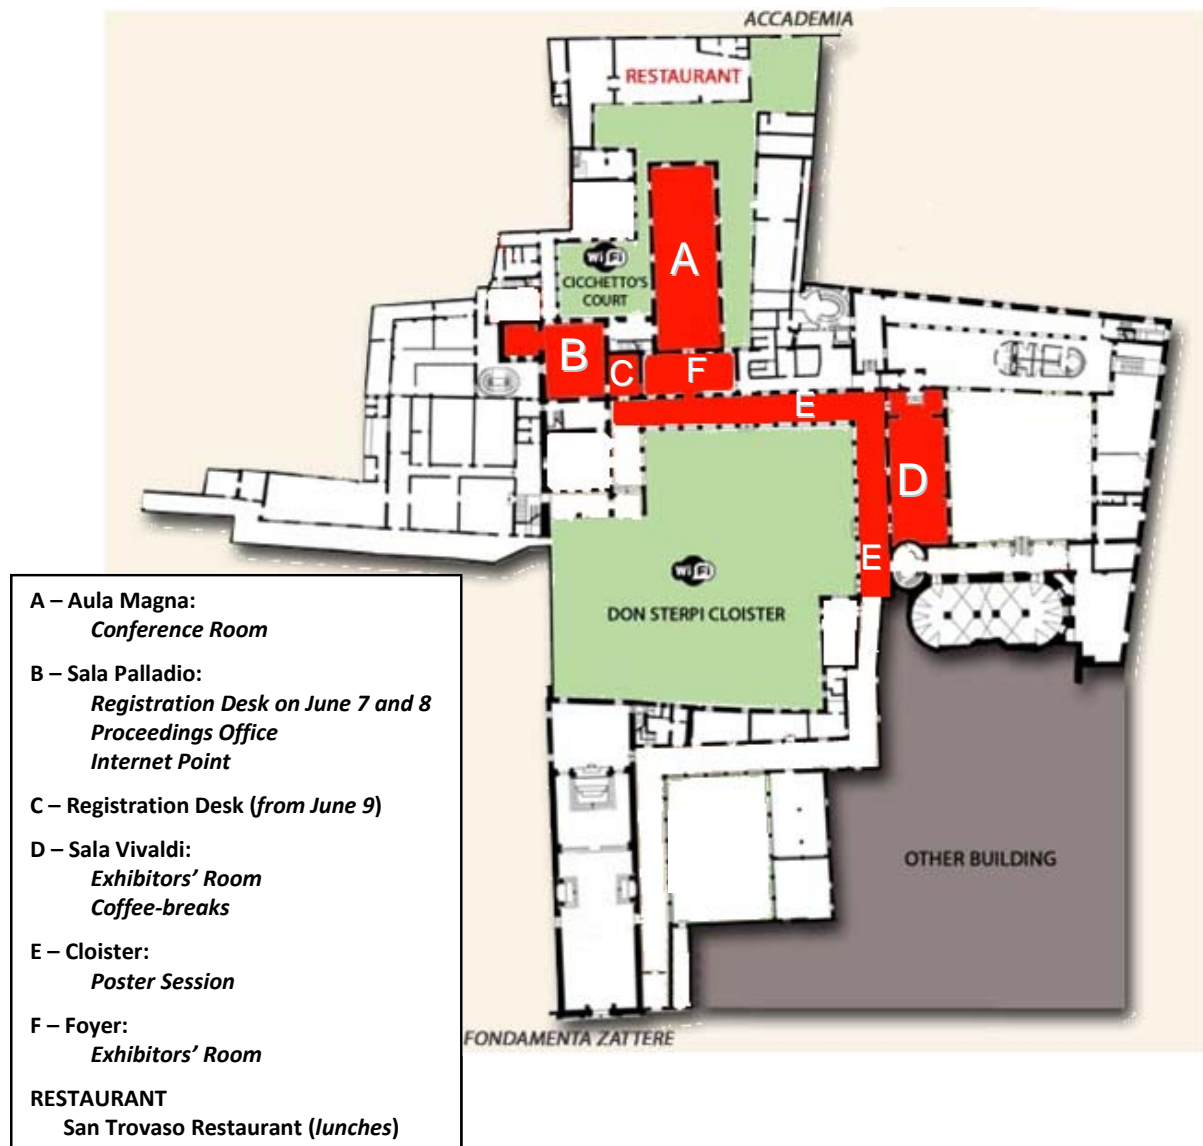 ACCADEMIA
RESTAURANT
A
WiFi
CICCHETTO'S
COURT
B
C
F
E
D
E
WiFi
DON STERPI CLOISTER
OTHER BUILDING
FONDAMENTA ZATTERE
A – Aula Magna:
Conference Room
B – Sala Palladio:
Registration Desk on June 7 and 8
Proceedings Office
Internet Point
C – Registration Desk (from June 9)
D – Sala Vivaldi:
Exhibitors' Room
Coffee-breaks
E – Cloister:
Poster Session
F – Foyer:
Exhibitors' Room
RESTAURANT
San Trovaso Restaurant (lunches)